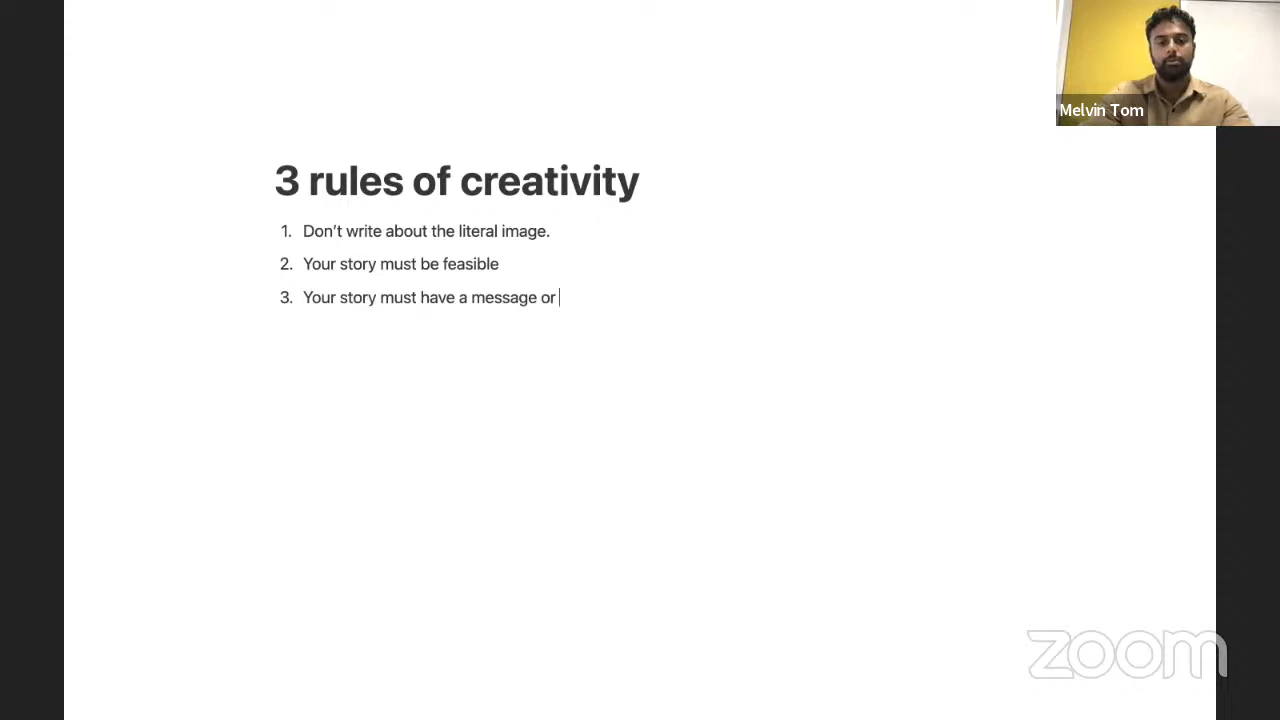 Melvin Tom
3 rules of creativity
1. Don't write about the literal image.
2. Your story must be feasible
3. Your story must have a message or
zoom